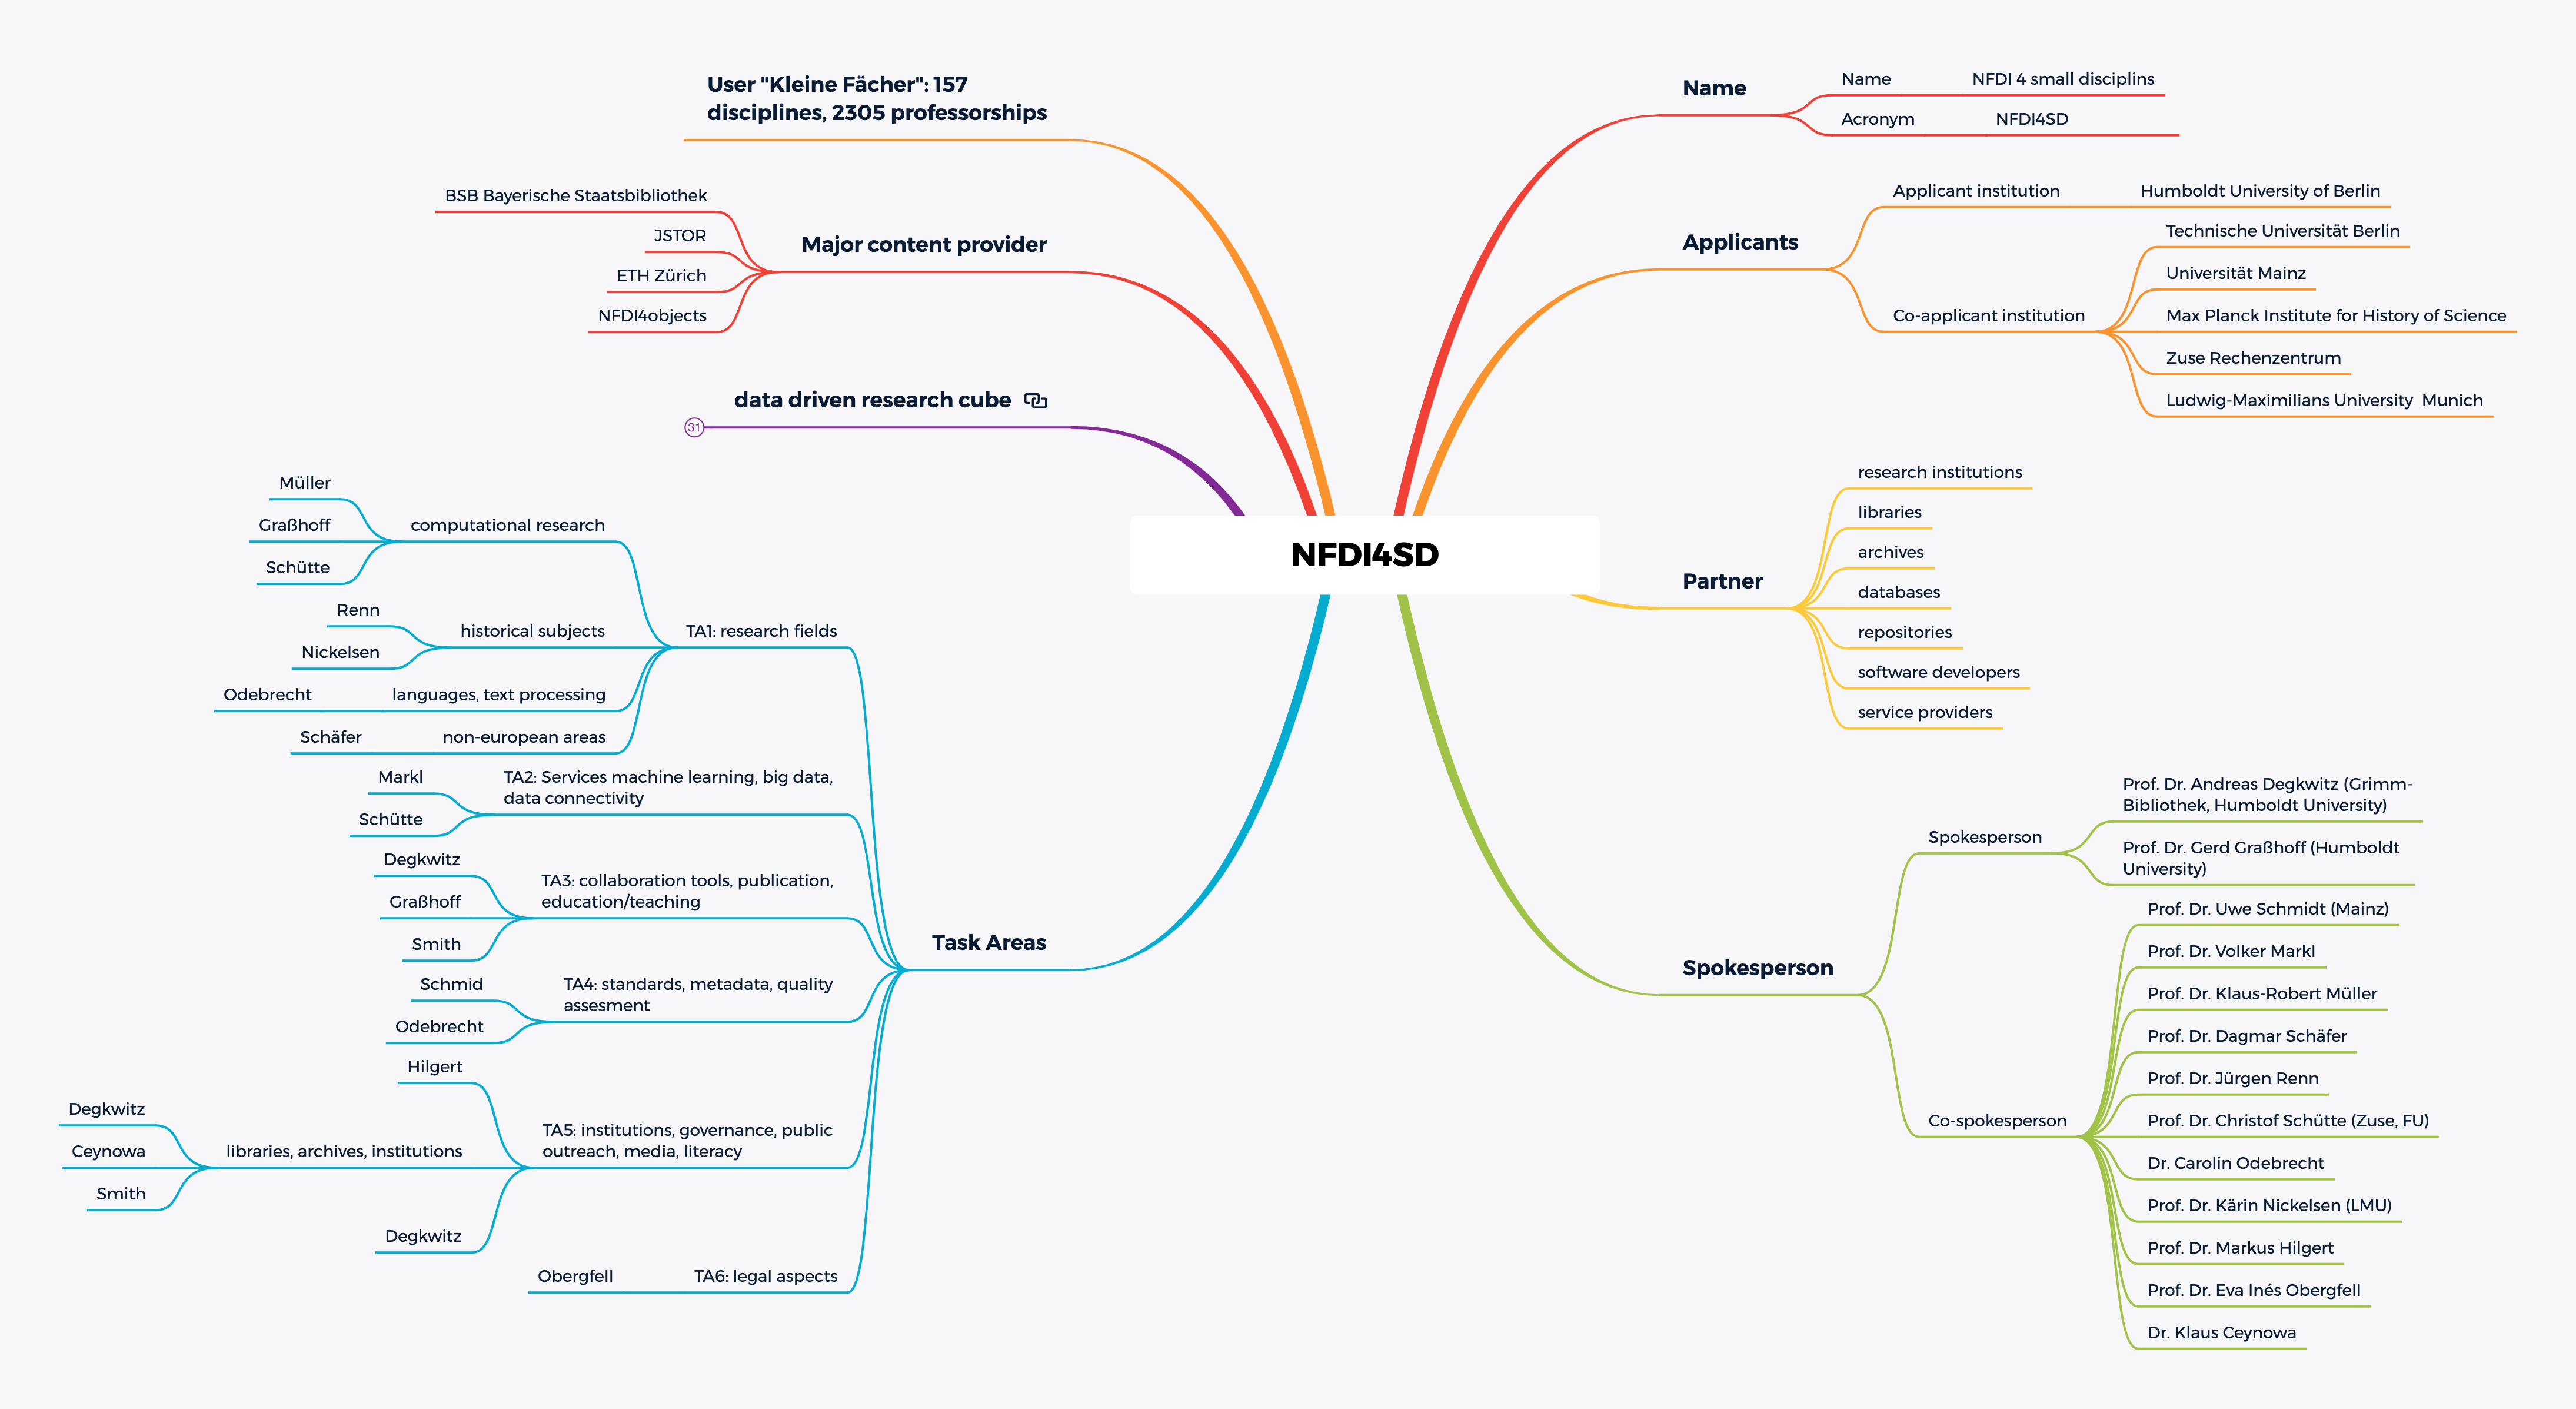 NFDI4SD
Name
Name
NFDI 4 small disciplins
Acronym
NFDI4SD
Applicants
Applicant institution
Humboldt University of Berlin
Co-applicant institution
Technische Universität Berlin
Universität Mainz
Max Planck Institute for History of Science
Zuse Rechenzentrum
Ludwig-Maximilians University Munich
Partner
research institutions
libraries
archives
databases
repositories
software developers
service providers
Spokesperson
Spokesperson
Prof. Dr. Andreas Degkwitz (Grimm-
Bibliothek, Humboldt University)
Prof. Dr. Gerd Graßhoff (Humboldt
University)
Co-spokesperson
Prof. Dr. Uwe Schmidt (Mainz)
Prof. Dr. Volker Markl
Prof. Dr. Klaus-Robert Müller
Prof. Dr. Dagmar Schäfer
Prof. Dr. Jürgen Renn
Prof. Dr. Christof Schütte (Zuse, FU)
Dr. Carolin Odebrecht
Prof. Dr. Kärin Nickelsen (LMU)
Prof. Dr. Markus Hilgert
Prof. Dr. Eva Inés Obergfell
Dr. Klaus Ceynowa
User "Kleine Fächer": 157
disciplines, 2305 professorships
Major content provider
BSB Bayerische Staatsbibliothek
JSTOR
ETH Zürich
NFDI4objects
data driven research cube
31
Task Areas
TA1: research fields
computational research
Müller
Graßhoff
Schütte
historical subjects
Renn
Nickelsen
languages, text processing
Odebrecht
non-european areas
Schäfer
TA2: Services machine learning, big data,
data connectivity
Markl
Schütte
TA3: collaboration tools, publication,
education/teaching
Degkwitz
Graßhoff
Smith
TA4: standards, metadata, quality
assesment
Schmid
Odebrecht
TA5: institutions, governance, public
outreach, media, literacy
Hilgert
libraries, archives, institutions
Degkwitz
Ceynowa
Smith
Degkwitz
TA6: legal aspects
Obergfell